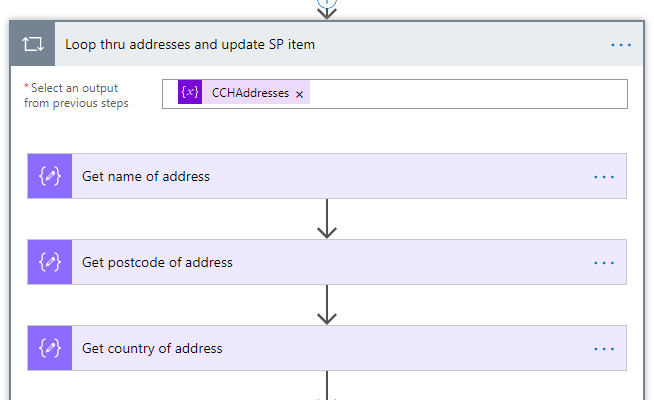 Loop thru addresses and update SP item
...
* Select an output
from previous steps
{x} CCHAddresses ×
Get name of address
...
Get postcode of address
...
Get country of address
...